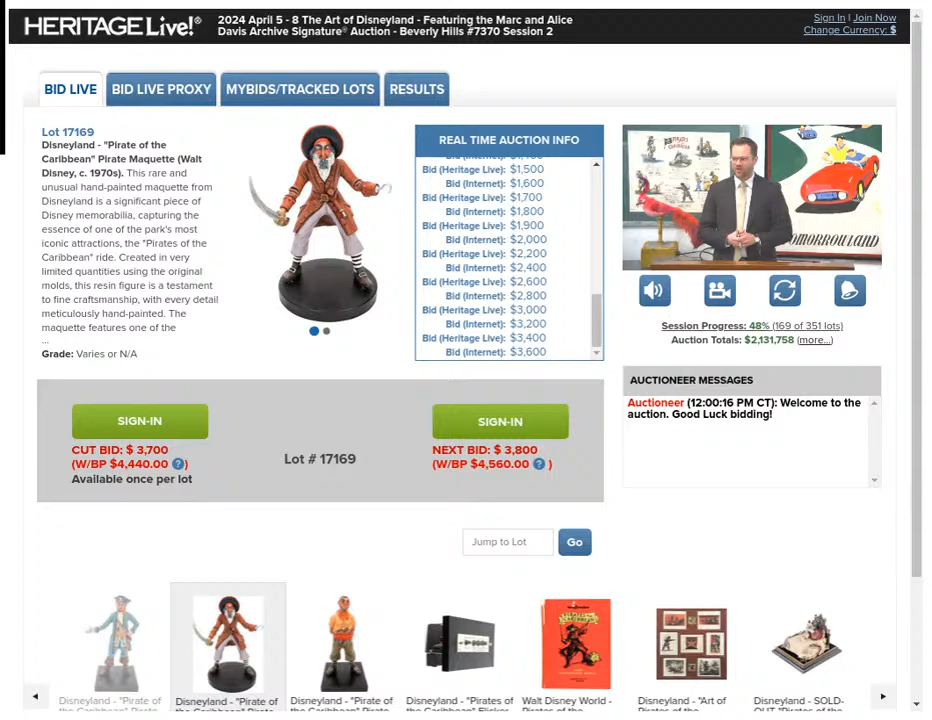 HERITAGE Live!®
2024 April 5 - 8 The Art of Disneyland - Featuring the Marc and Alice
Davis Archive Signature® Auction - Beverly Hills #7370 Session 2
Sign In | Join Now
Change Currency: $
BID LIVE
BID LIVE PROXY
MYBIDS/TRACKED LOTS
RESULTS
Lot 17169
Disneyland - "Pirate of the
Caribbean" Pirate Maquette (Walt
Disney, c. 1970s). This rare and
unusual hand-painted maquette from
Disneyland is a significant piece of
Disney memorabilia, capturing the
essence of one of the park's most
iconic attractions, the "Pirates of the
Caribbean" ride. Created in very
limited quantities using the original
molds, this resin figure is a testament
to fine craftsmanship, with every detail
meticulously hand-painted. The
maquette features one of the
...
Grade: Varies or N/A
REAL TIME AUCTION INFO
Bid (Heritage Live): $1,500
Bid (Internet): $1,600
Bid (Heritage Live): $1,700
Bid (Internet): $1,800
Bid (Heritage Live): $1,900
Bid (Internet): $2,000
Bid (Heritage Live): $2,200
Bid (Internet): $2,400
Bid (Heritage Live): $2,600
Bid (Internet): $2,800
Bid (Heritage Live): $3,000
Bid (Internet): $3,200
Bid (Heritage Live): $3,400
Bid (Internet): $3,600
Session Progress: 48% (169 of 351 lots)
Auction Totals: $2,131,758 (more...)
AUCTIONEER MESSAGES
Auctioneer (12:00:16 PM CT): Welcome to the
auction. Good Luck bidding!
SIGN-IN
CUT BID: $ 3,700
(W/BP $4,440.00 ?)
Available once per lot
Lot # 17169
SIGN-IN
NEXT BID: $ 3,800
(W/BP $4,560.00 ? )
Jump to Lot
Go
Disneyland - "Pirate of
Disneyland - "Pirate of
Disneyland - "Pirate of
Disneyland - "Pirates of
Walt Disney World -
Disneyland - "Art of
Disneyland - SOLD-